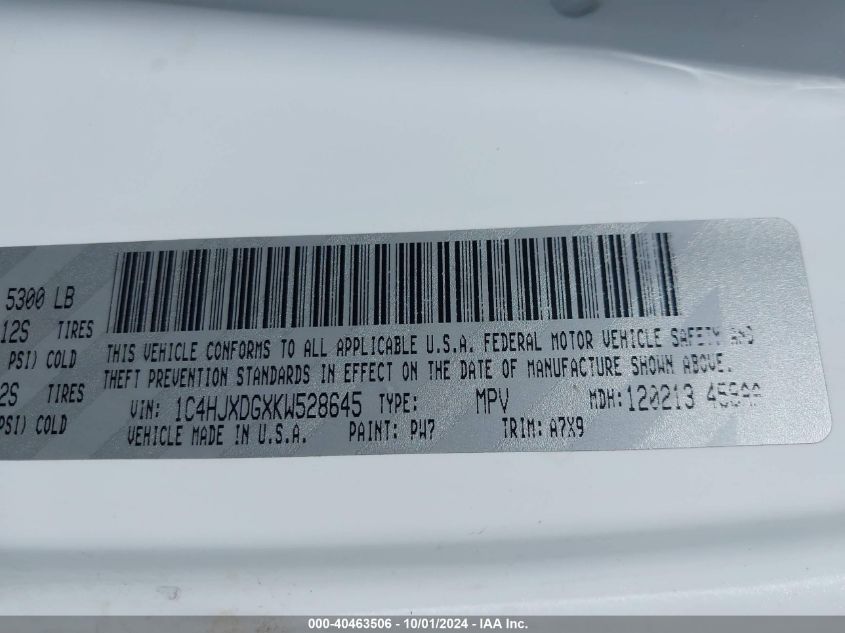 5300 LB
12S TIRES
PSI) COLD
2S TIRES
PSI) COLD
THIS VEHICLE CONFORMS TO ALL APPLICABLE U.S.A. FEDERAL MOTOR VEHICLE SAFETY AND
THEFT PREVENTION STANDARDS IN EFFECT ON THE DATE OF MANUFACTURE SHOWN ABOVE.
VIN: 1C4HJXDGXKW528645 TYPE: MPV MDH: 120213
VEHICLE MADE IN U.S.A. PAINT: PW7 TRIM: A7X9
000-40463506 - 10/01/2024 - IAA Inc.